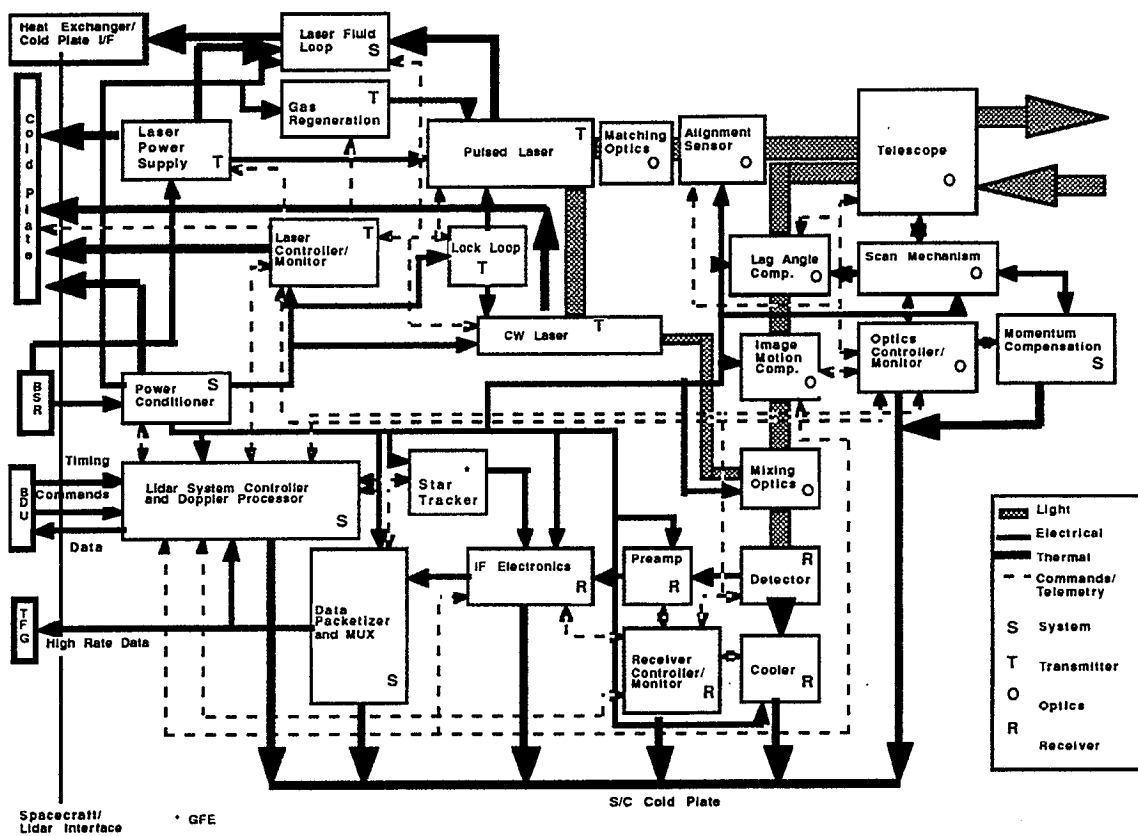 Heat Exchanger/
Cold Plate I/F
Laser Fluid
Loop
S
Cold Plate
Gas
Regeneration
T
Laser
Power
Supply
T
Pulsed Laser
T
Matching
Optics
O
Alignment
Sensor
O
Telescope
O
Laser
Controller/
Monitor
T
Lock Loop
T
Lag Angle
Comp.
O
Scan Mechanism
O
CW Laser
T
Image
Motion
Comp.
O
Optics
Controller/
Monitor
O
Momentum
Compensation
S
BSR
Power
Conditioner
S
Timing
Commands
BDU
Data
Lidar System Controller
and Doppler Processor
S
Star
Tracker
*
Mixing
Optics
O
IF Electronics
R
Preamp
R
Detector
R
TFG
High Rate Data
Data
Packetizer
and MUX
S
Receiver
Controller/
Monitor
R
Cooler
R
Light
Electrical
Thermal
Commands/
Telemetry
S System
T Transmitter
O Optics
R Receiver
S/C Cold Plate
Spacecraft/
Lidar Interface
* GFE